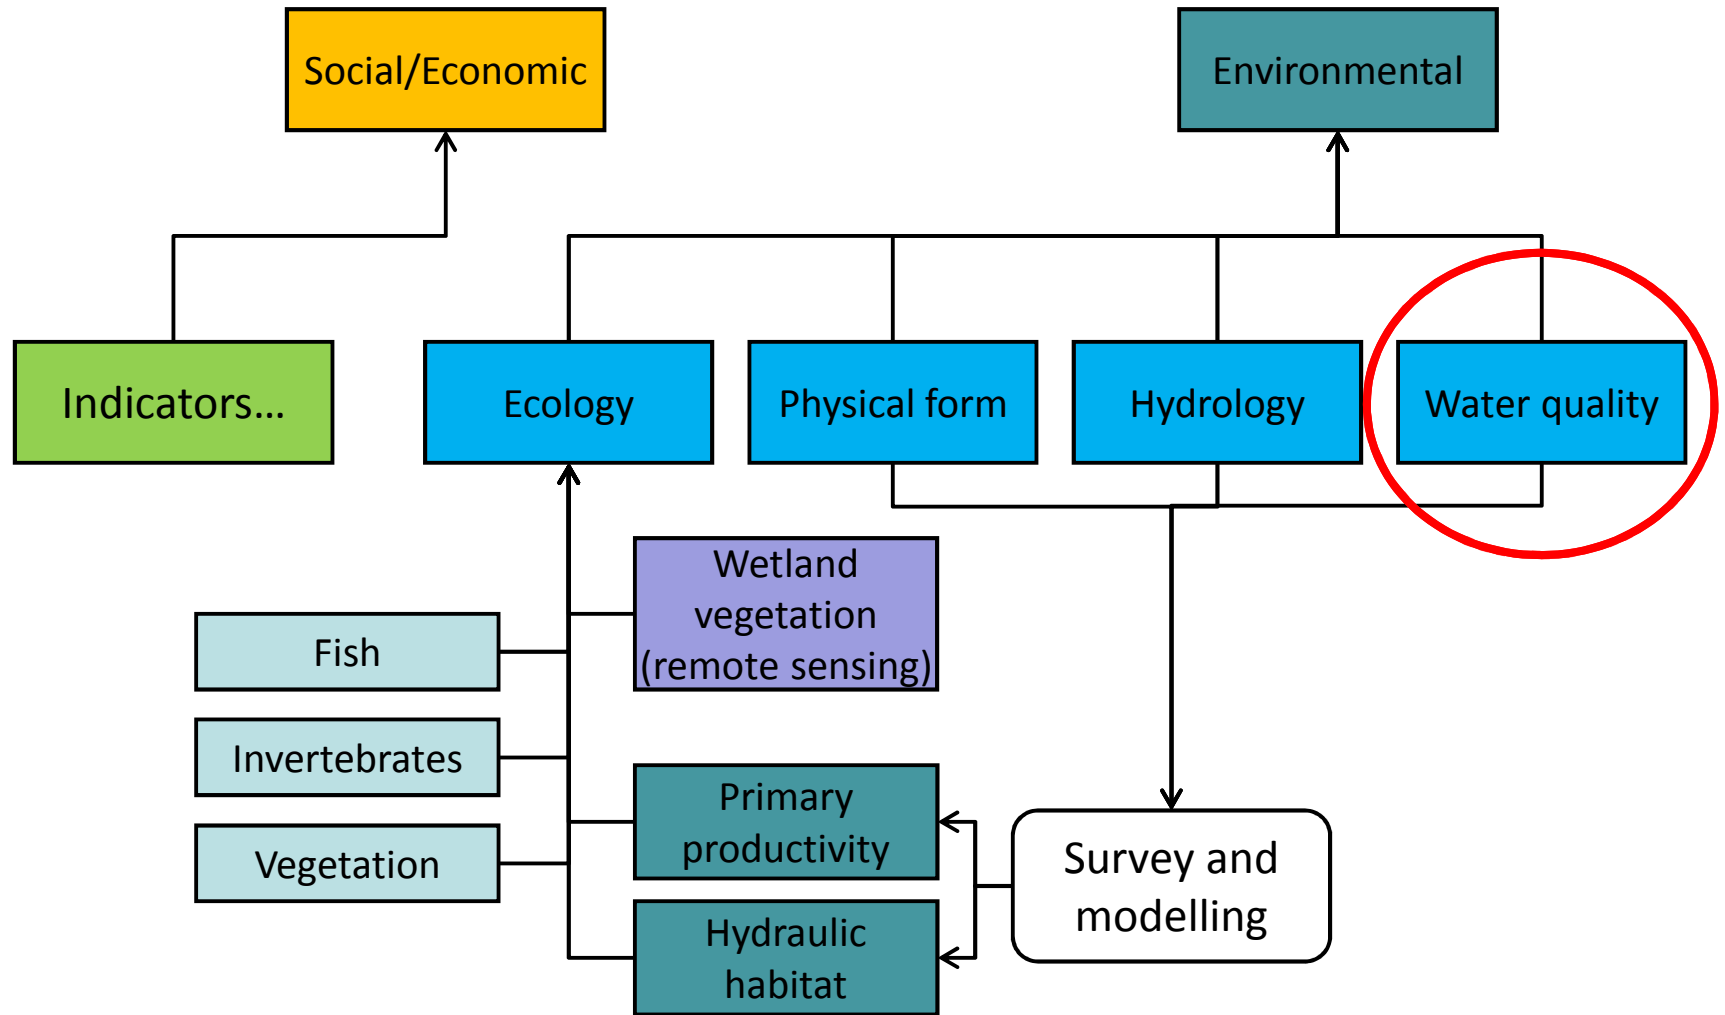 Social/Economic
Environmental
Indicators...
Ecology
Physical form
Hydrology
Water quality
Wetland
vegetation
(remote sensing)
Fish
Invertebrates
Vegetation
Primary
productivity
Hydraulic
habitat
Survey and
modelling